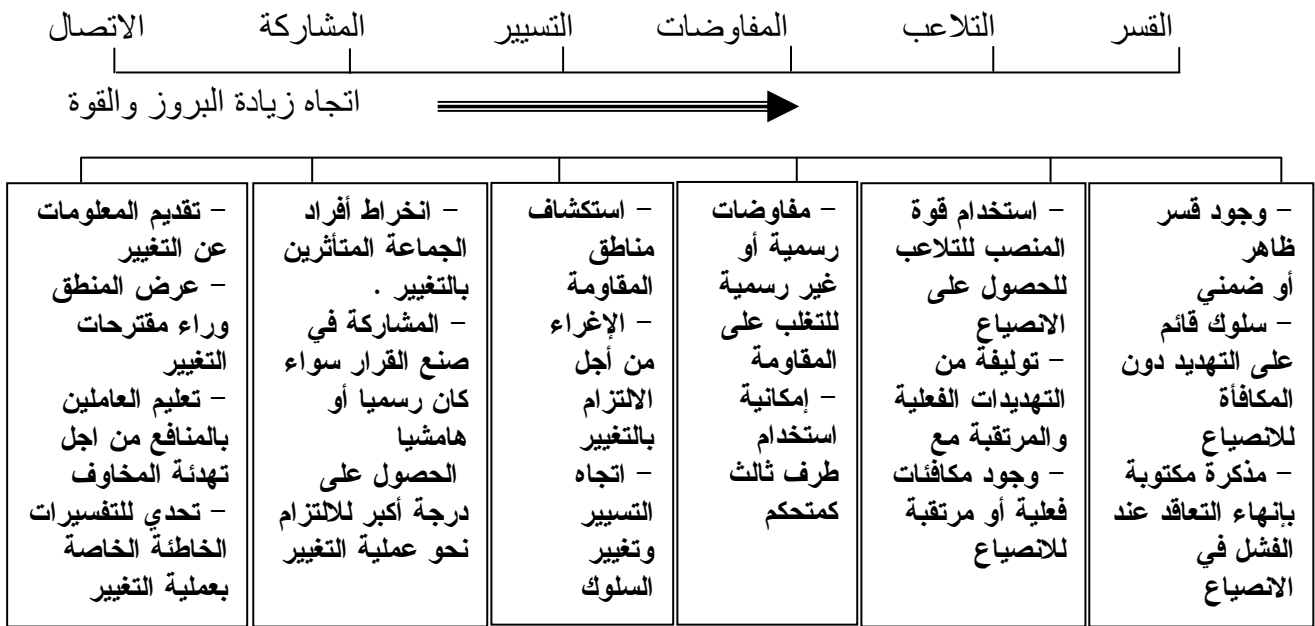 القسر
التلاعب
المفاوضات
التسيير
المشاركة
الاتصال
اتجاه زيادة البروز والقوة
– وجود قسر
ظاهر
أو ضمني
– سلوك قائم
على التهديد دون
المكافأة
للانصياع
– مذكرة مكتوبة
بإنهاء التعاقد عند
الفشل في
الانصياع
– استخدام قوة
المنصب للتلاعب
للحصول على
الانصياع
– توليفة من
التهديدات الفعلية
والمرتقبة مع
– وجود مكافئات
فعلية أو مرتقبة
للانصياع
– مفاوضات
رسمية أو
غير رسمية
للتغلب على
المقاومة
– إمكانية
استخدام
طرف ثالث
كمتحكم
– استكشاف
مناطق
المقاومة
– الإغراء
من أجل
الالتزام
بالتغيير
– اتجاه
التسيير
وتغيير
السلوك
– انخراط أفراد
الجماعة المتأثرين
بالتغيير .
– المشاركة في
صنع القرار سواء
كان رسميا أو
هامشيا
الحصول على
درجة أكبر للالتزام
نحو عملية التغيير
– تقديم المعلومات
عن التغيير
– عرض المنطق
وراء مقترحات
التغيير
– تعليم العاملين
بالمنافع من اجل
تهدئة المخاوف
– تحدي للتفسيرات
الخاطئة الخاصة
بعملية التغيير